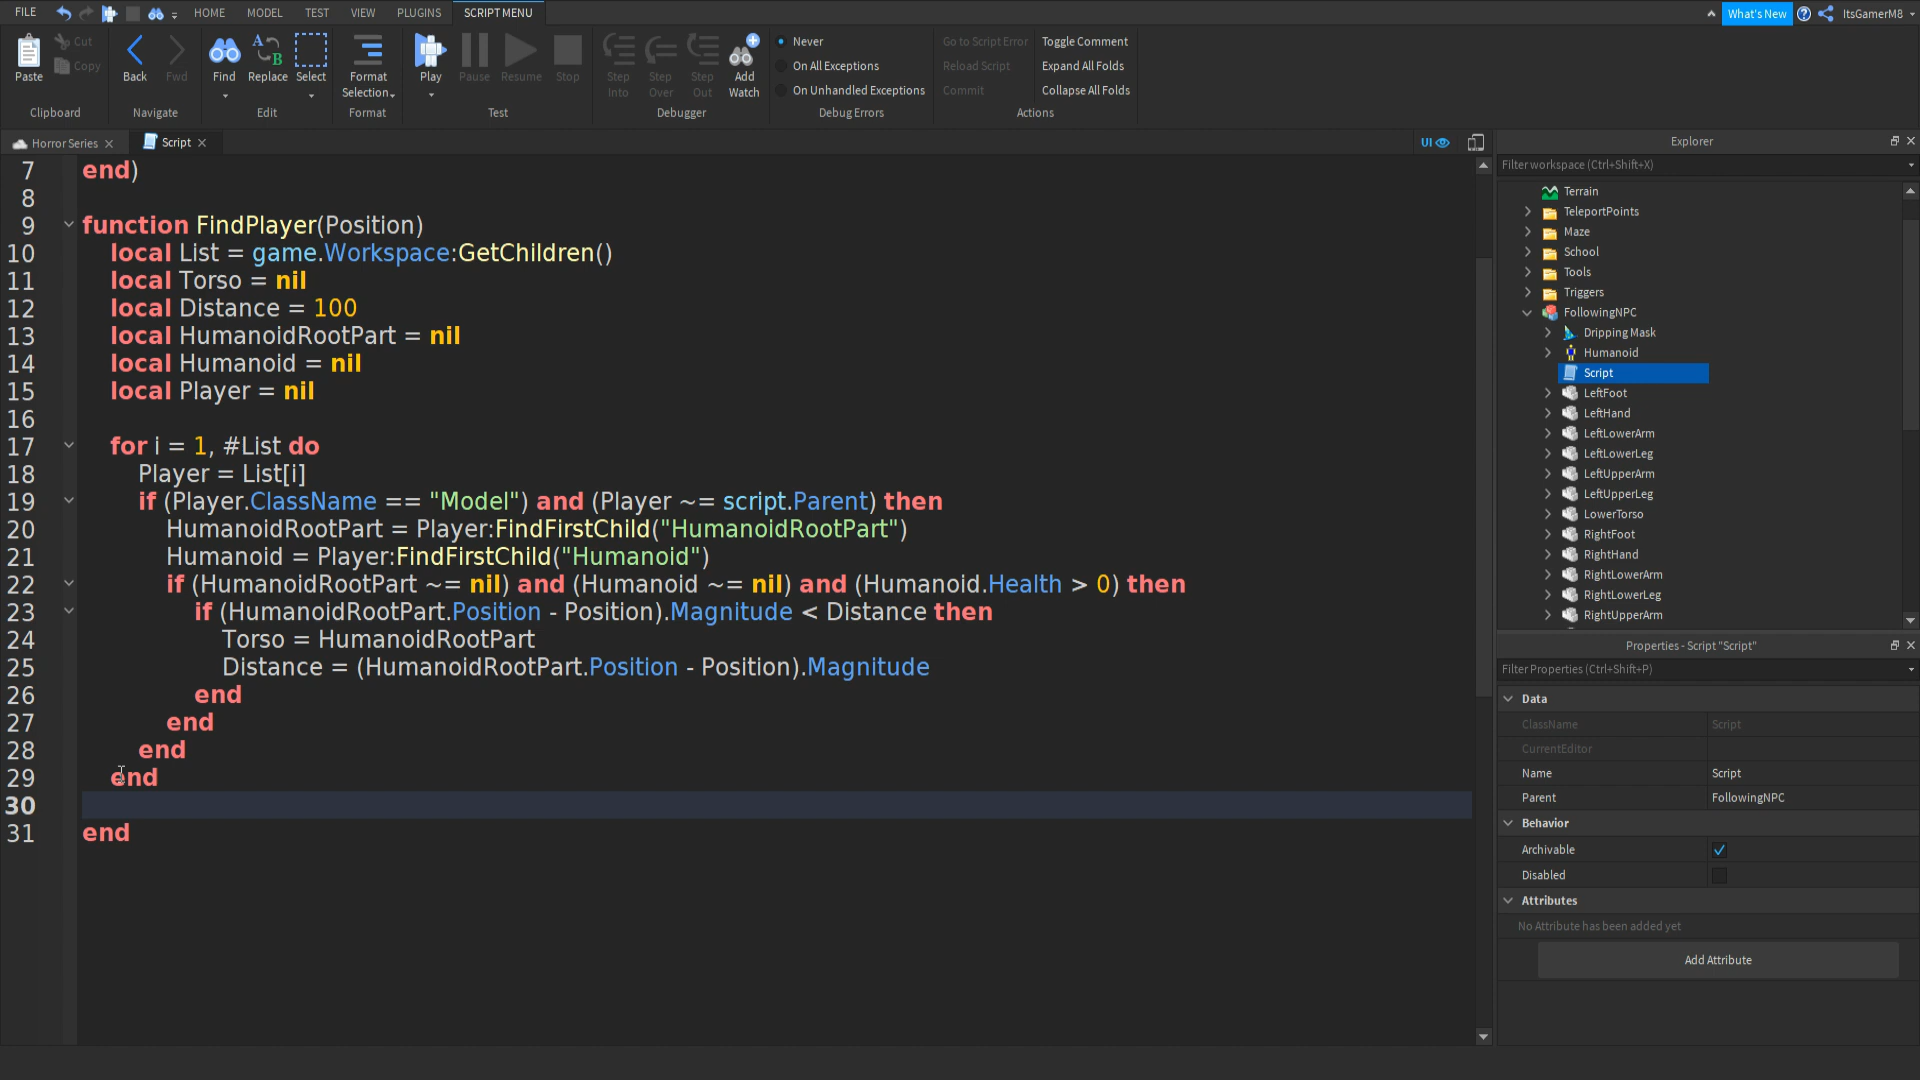 FILE HOME MODEL TEST VIEW PLUGINS SCRIPT MENU What's New ItsGamerM8
Paste Cut Copy Back Fwd Find Replace Select Format Selection Play Pause Resume Stop Step Into Step Over Step Out Add Watch
Never Go to Script Error Toggle Comment
On All Exceptions Reload Script Expand All Folds
On Unhandled Exceptions Commit Collapse All Folds
Clipboard Navigate Edit Format Test Debugger Debug Errors Actions
Horror Series Script UI
7 end)
8
9 function FindPlayer(Position)
10 local List = game.Workspace:GetChildren()
11 local Torso = nil
12 local Distance = 100
13 local HumanoidRootPart = nil
14 local Humanoid = nil
15 local Player = nil
16
17 for i = 1, #List do
18 Player = List[i]
19 if (Player.ClassName == "Model") and (Player ~= script.Parent) then
20 HumanoidRootPart = Player:FindFirstChild("HumanoidRootPart")
21 Humanoid = Player:FindFirstChild("Humanoid")
22 if (HumanoidRootPart ~= nil) and (Humanoid ~= nil) and (Humanoid.Health > 0) then
23 if (HumanoidRootPart.Position - Position).Magnitude < Distance then
24 Torso = HumanoidRootPart
25 Distance = (HumanoidRootPart.Position - Position).Magnitude
26 end
27 end
28 end
29 end
30
31 end
Explorer
Filter workspace (Ctrl+Shift+X)
Terrain
TeleportPoints
Maze
School
Tools
Triggers
FollowingNPC
Dripping Mask
Humanoid
Script
LeftFoot
LeftHand
LeftLowerArm
LeftLowerLeg
LeftUpperArm
LeftUpperLeg
LowerTorso
RightFoot
RightHand
RightLowerArm
RightLowerLeg
RightUpperArm
Properties - Script "Script"
Filter Properties (Ctrl+Shift+P)
Data
ClassName Script
CurrentEditor
Name Script
Parent FollowingNPC
Behavior
Archivable
Disabled
Attributes
No Attribute has been added yet
Add Attribute